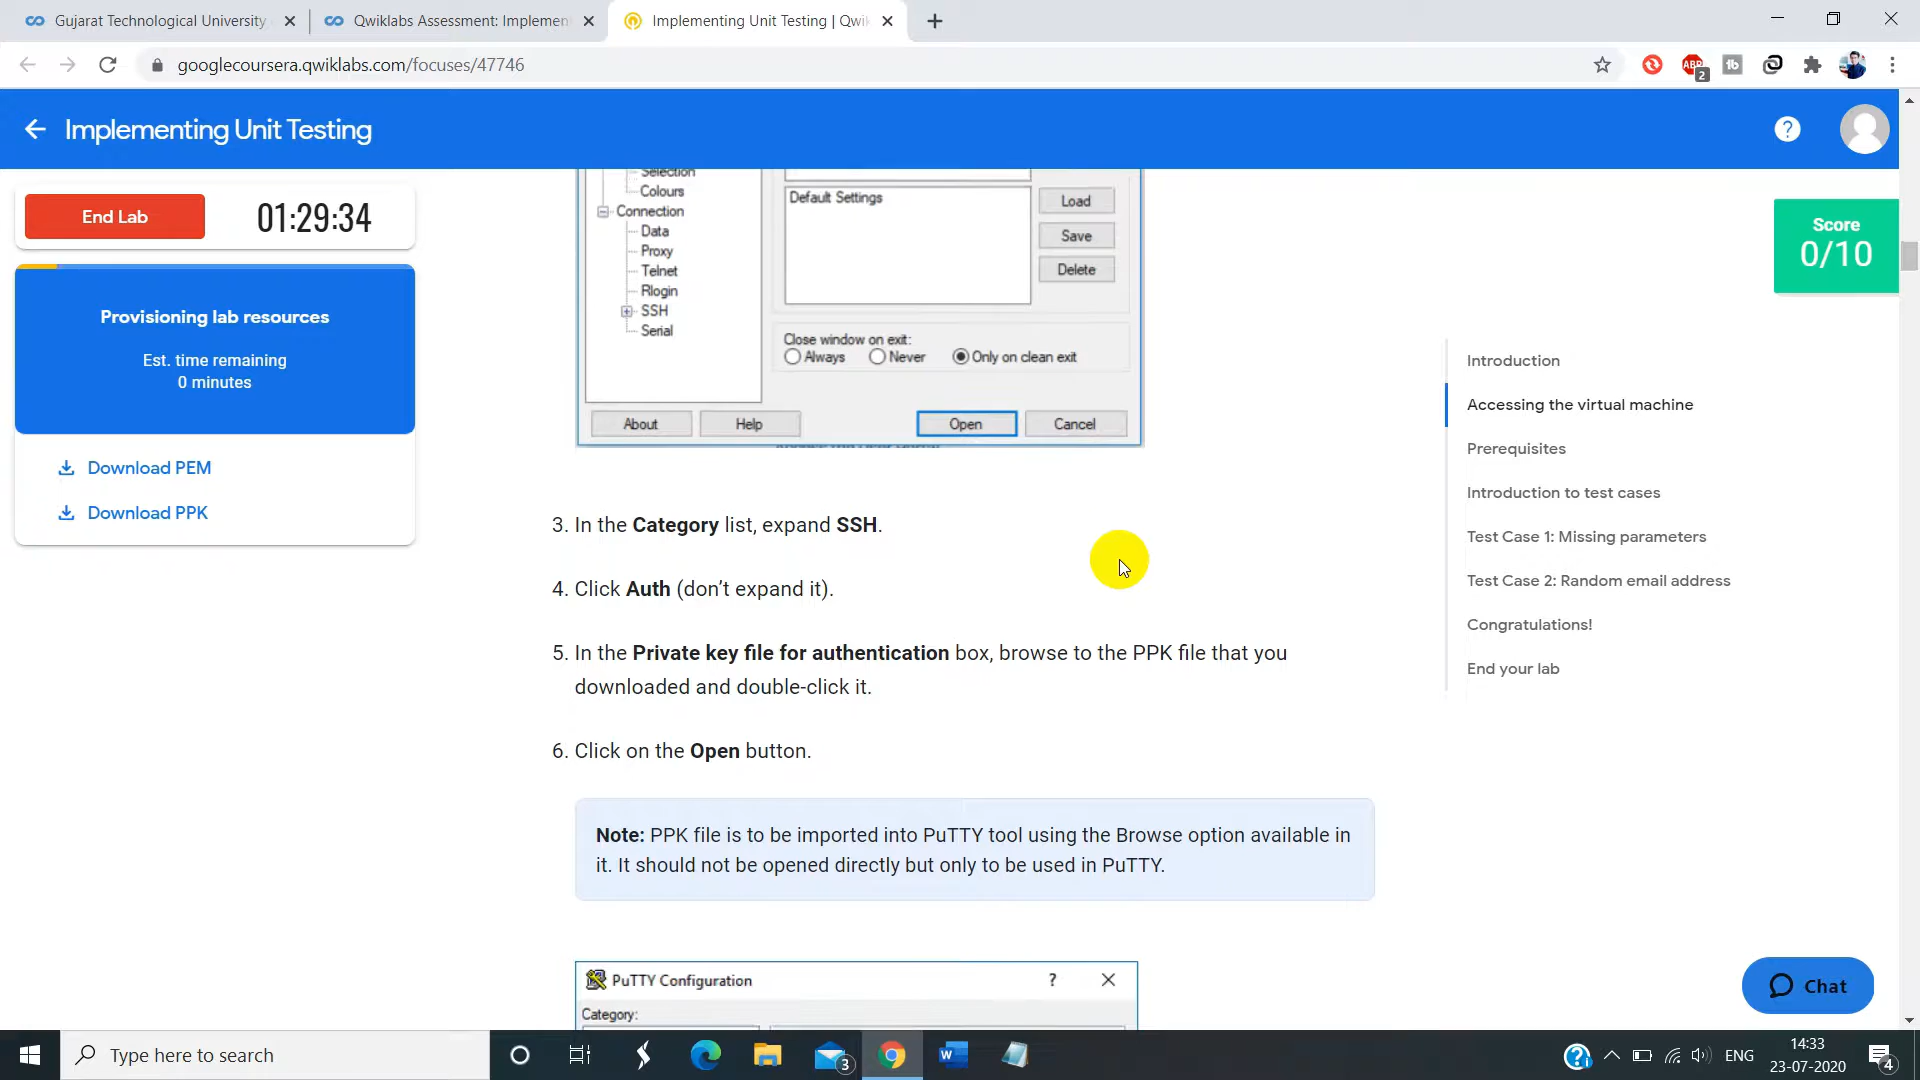 Gujarat Technological University
Qwiklabs Assessment: Implemen
Implementing Unit Testing | Qwi
googlecoursera.qwiklabs.com/focuses/47746
ABP
2
Implementing Unit Testing
?
End Lab
01:29:34
Score
0/10
Provisioning lab resources
Est. time remaining
0 minutes
Download PEM
Download PPK
Selection
Colours
Connection
Data
Proxy
Telnet
Rlogin
SSH
Serial
Default Settings
Load
Save
Delete
Close window on exit:
Always Never Only on clean exit
About Help Open Cancel
3. In the Category list, expand SSH.
4. Click Auth (don’t expand it).
5. In the Private key file for authentication box, browse to the PPK file that you
downloaded and double-click it.
6. Click on the Open button.
Note: PPK file is to be imported into PuTTY tool using the Browse option available in
it. It should not be opened directly but only to be used in PuTTY.
PuTTY Configuration ?
Category:
Introduction
Accessing the virtual machine
Prerequisites
Introduction to test cases
Test Case 1: Missing parameters
Test Case 2: Random email address
Congratulations!
End your lab
Chat
Type here to search
3
ENG
14:33
23-07-2020
4